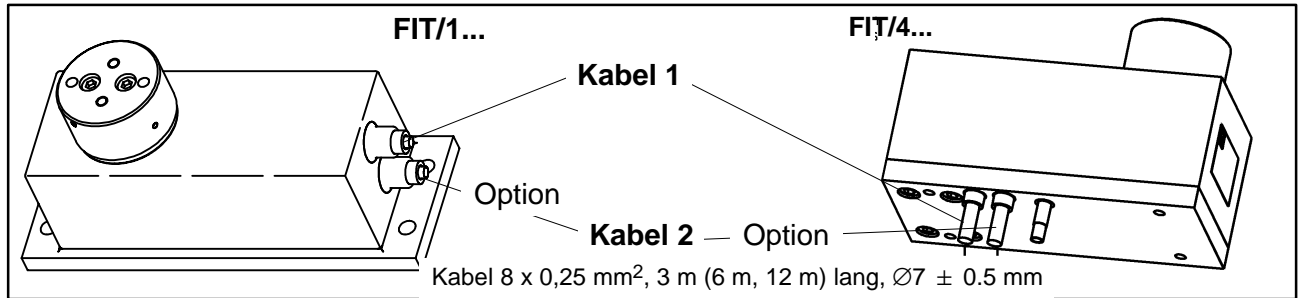 FIT/1...
FIT/4...
Kabel 1
Option
Kabel 2 Option
Kabel 8 x 0,25 mm², 3 m (6 m, 12 m) lang, ∅7 ± 0.5 mm